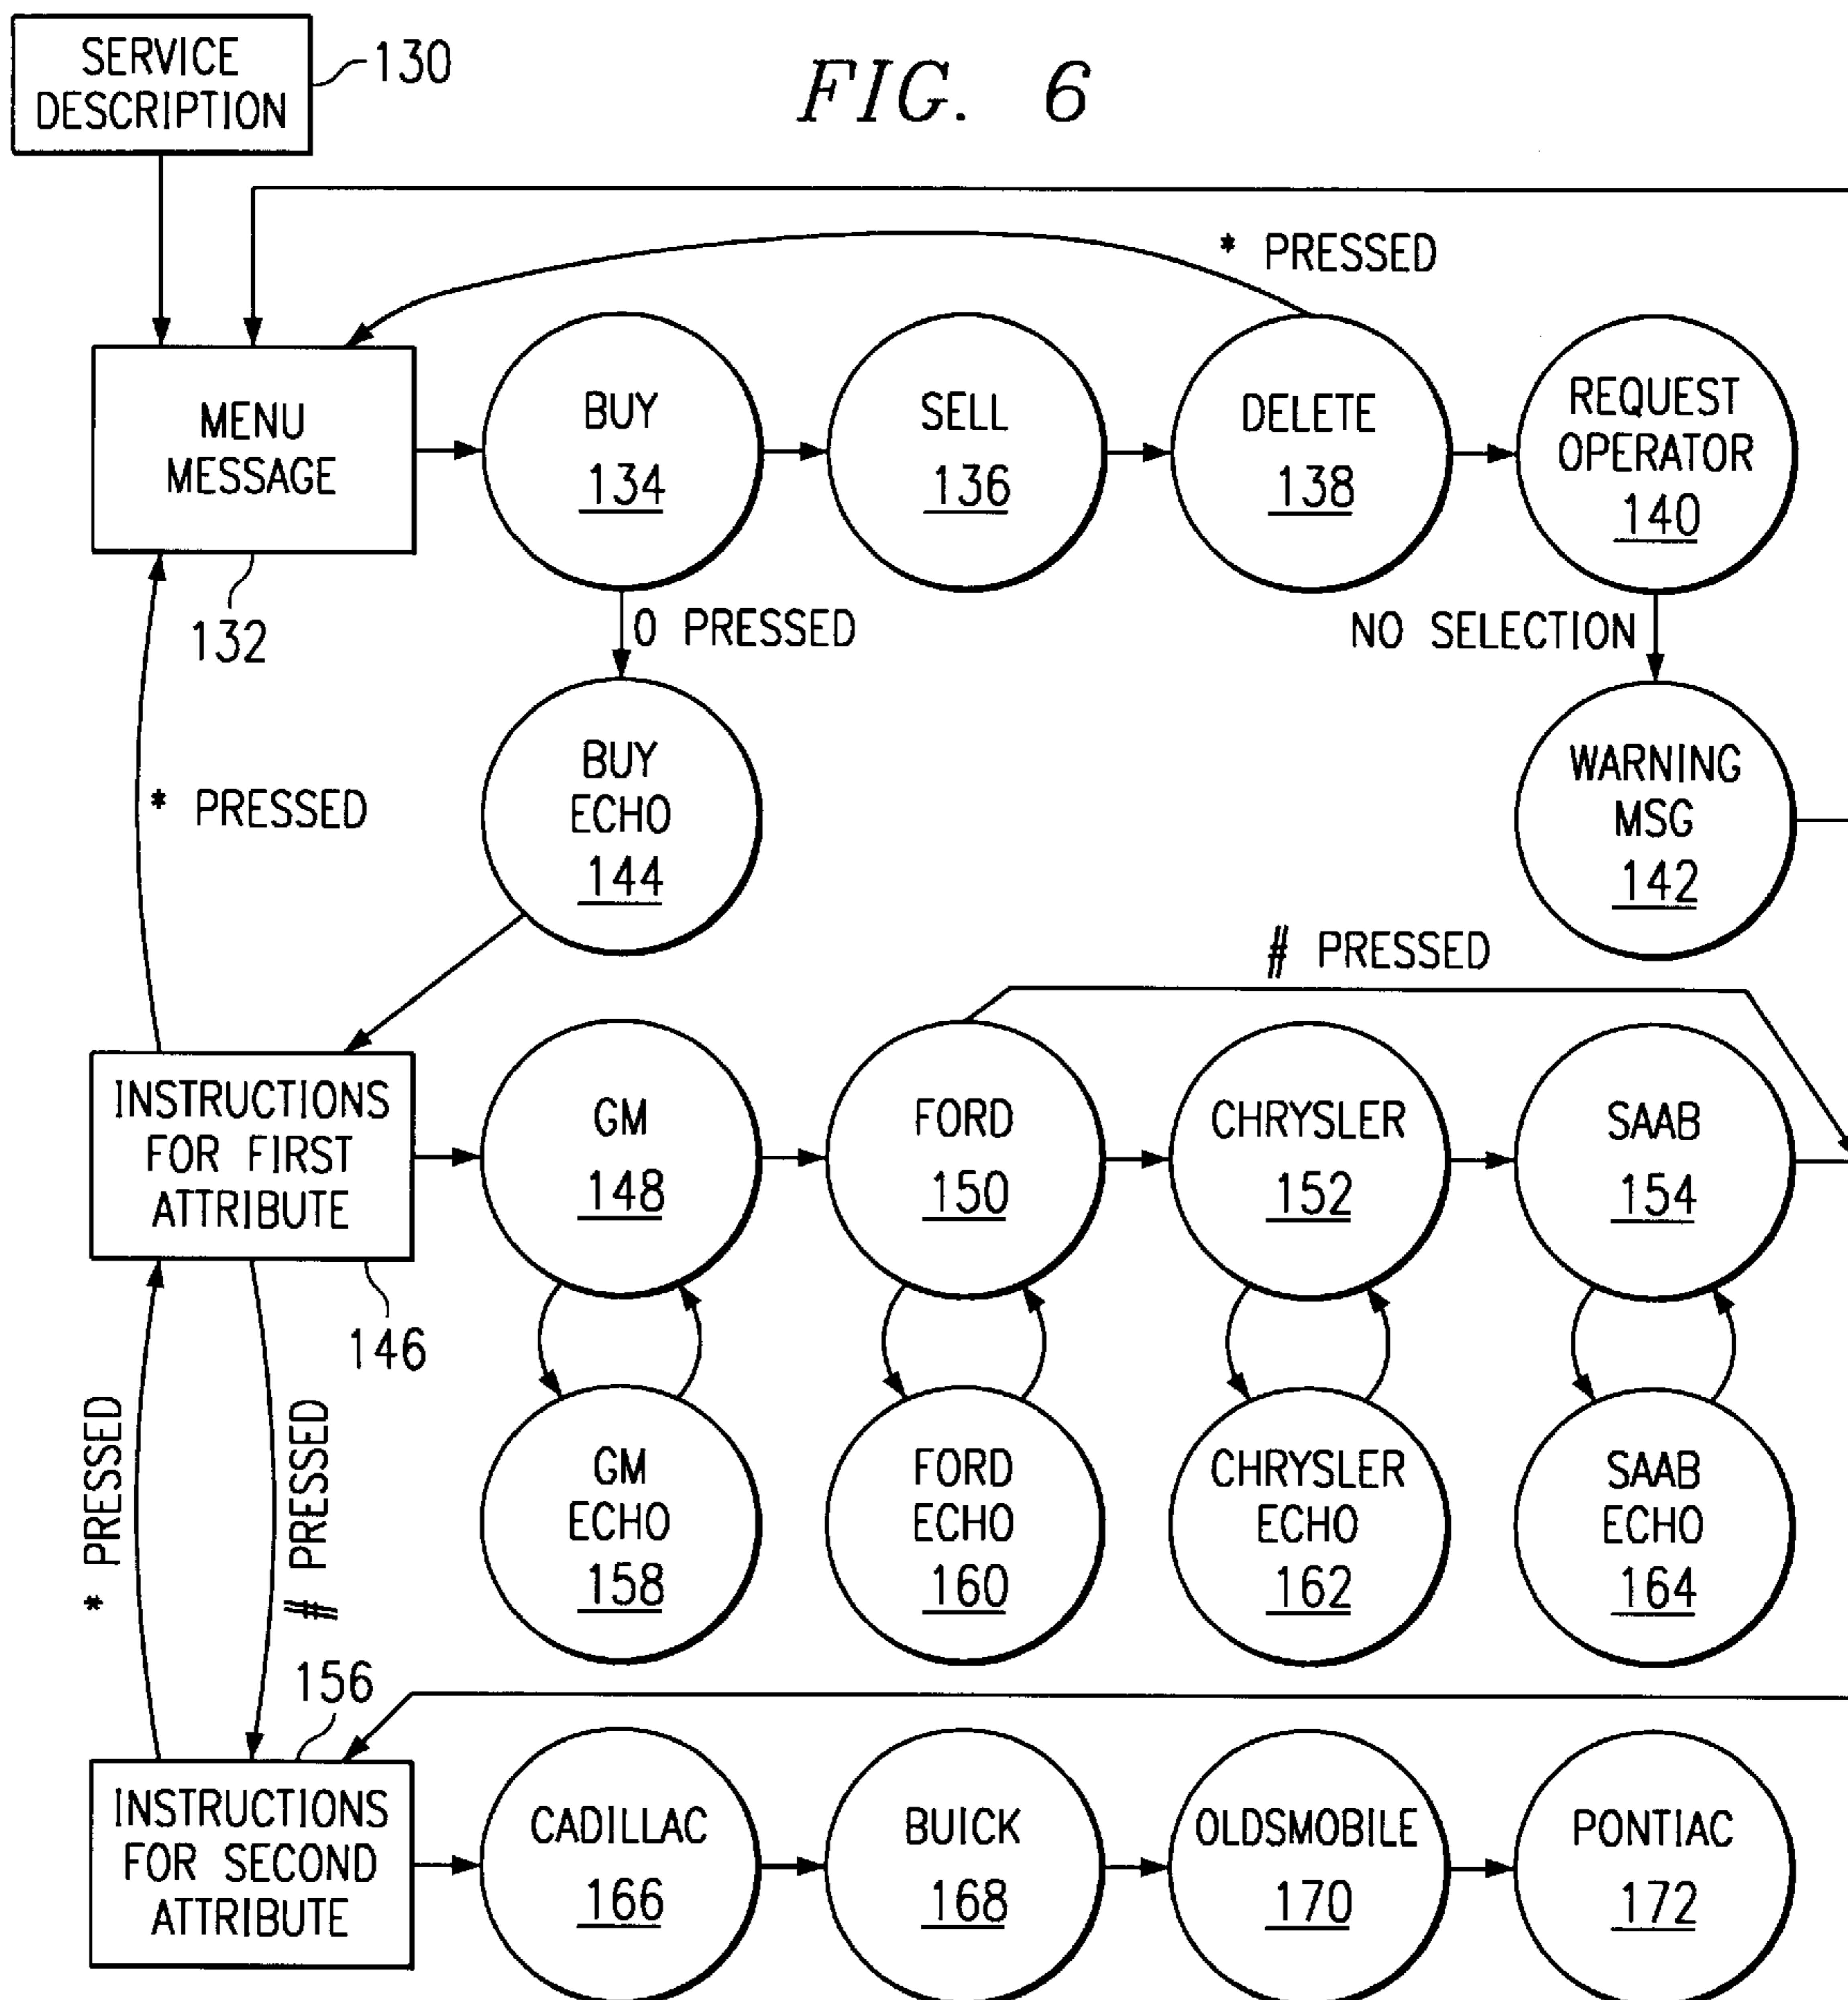 SERVICE
DESCRIPTION
130
FIG. 6
* PRESSED
MENU
MESSAGE
132
BUY
134
SELL
136
DELETE
138
REQUEST
OPERATOR
140
0 PRESSED
NO SELECTION
* PRESSED
BUY
ECHO
144
WARNING
MSG
142
# PRESSED
INSTRUCTIONS
FOR FIRST
ATTRIBUTE
146
GM
148
FORD
150
CHRYSLER
152
SAAB
154
* PRESSED
# PRESSED
GM
ECHO
158
FORD
ECHO
160
CHRYSLER
ECHO
162
SAAB
ECHO
164
156
INSTRUCTIONS
FOR SECOND
ATTRIBUTE
CADILLAC
166
BUICK
168
OLDSMOBILE
170
PONTIAC
172